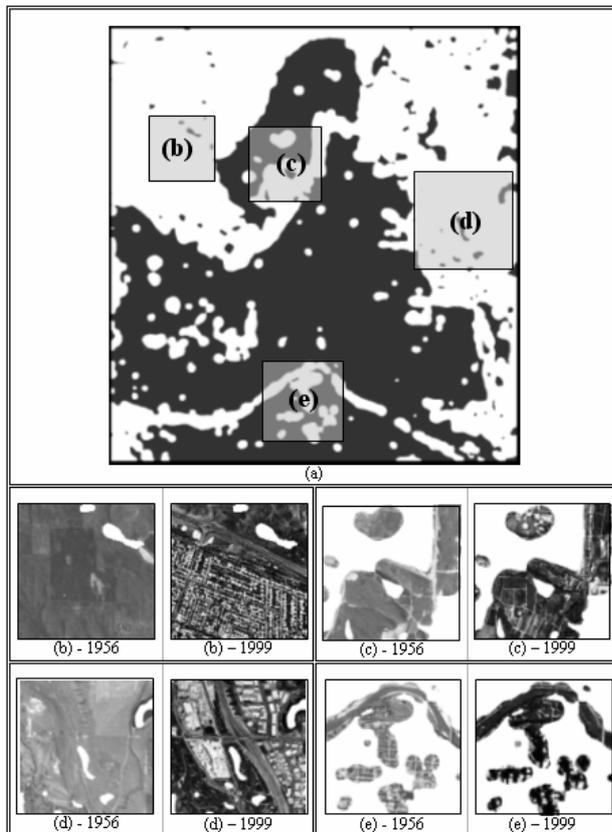 (b)
(c)
(d)
(e)
(a)
(b) - 1956
(b) – 1999
(c) - 1956
(c) – 1999
(d) - 1956
(d) – 1999
(e) - 1956
(e) – 1999